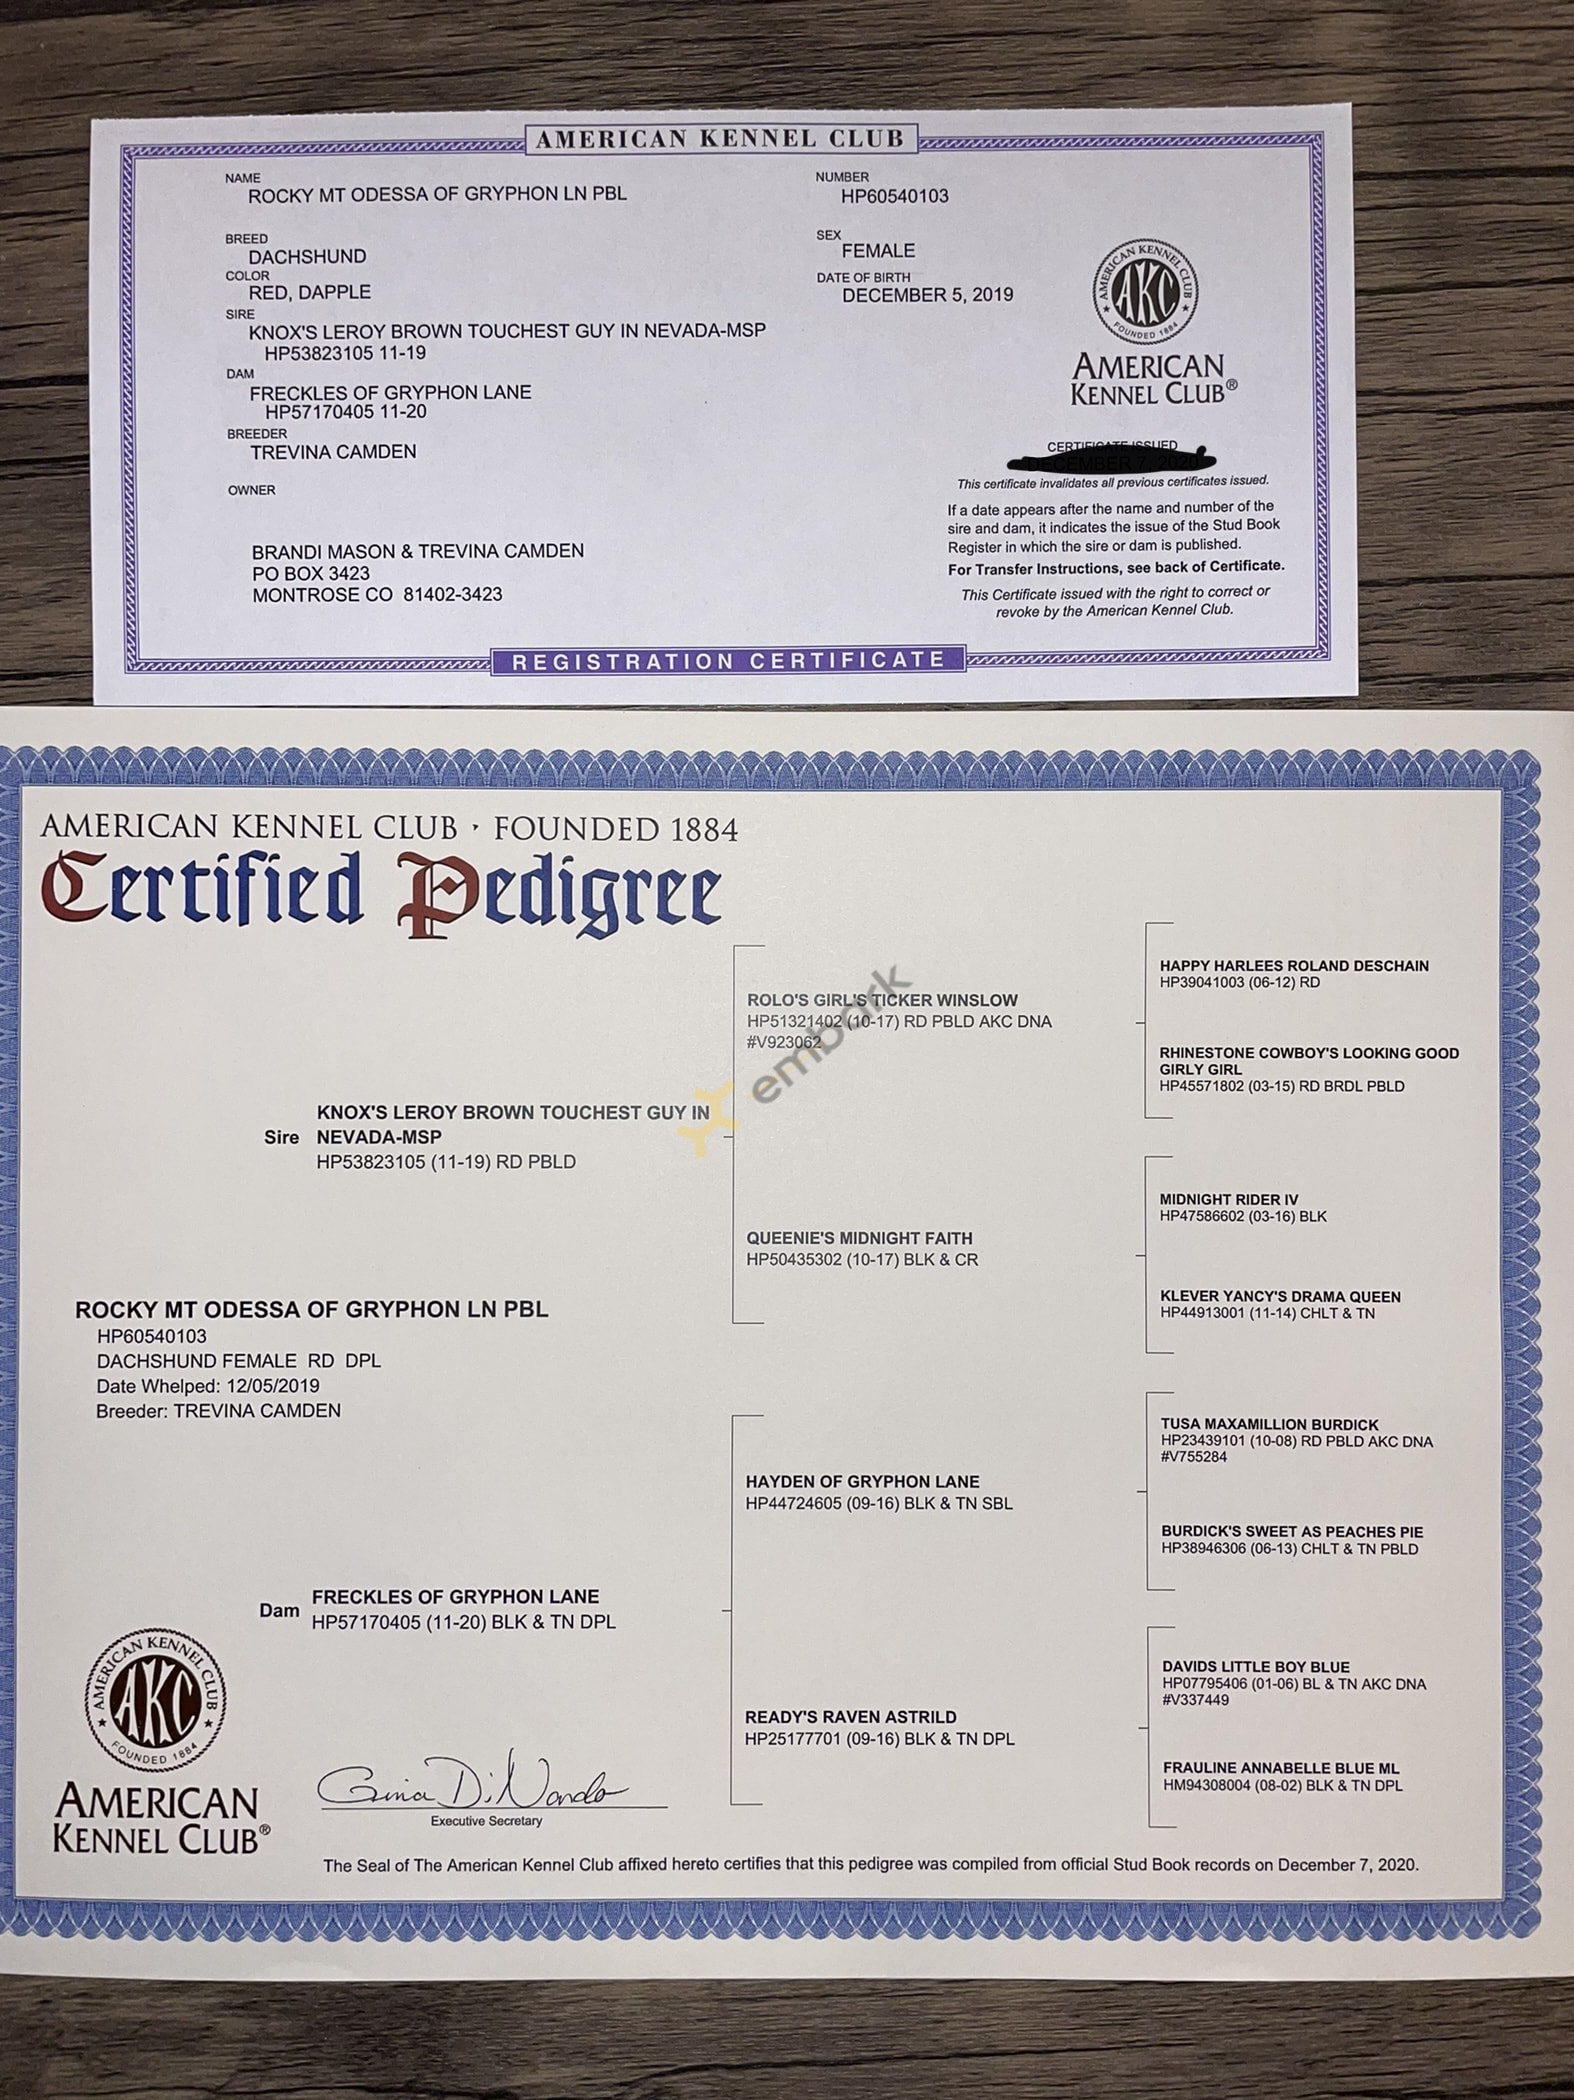 AMERICAN KENNEL CLUB
NAME
ROCKY MT ODESSA OF GRYPHON LN PBL
NUMBER
HP60540103
BREED
DACHSHUND
SEX
FEMALE
COLOR
RED, DAPPLE
DATE OF BIRTH
DECEMBER 5, 2019
SIRE
KNOX'S LEROY BROWN TOUCHEST GUY IN NEVADA-MSP
HP53823105 11-19
DAM
FRECKLES OF GRYPHON LANE
HP57170405 11-20
BREEDER
TREVINA CAMDEN
OWNER
BRANDI MASON & TREVINA CAMDEN
PO BOX 3423
MONTROSE CO 81402-3423
AMERICAN KENNEL CLUB
AKC
FOUNDED 1884
AMERICAN
KENNEL CLUB®
CERTIFICATE ISSUED
DECEMBER 7, 2020
This certificate invalidates all previous certificates issued.
If a date appears after the name and number of the
sire and dam, it indicates the issue of the Stud Book
Register in which the sire or dam is published.
For Transfer Instructions, see back of Certificate.
This Certificate issued with the right to correct or
revoke by the American Kennel Club.
REGISTRATION CERTIFICATE
AMERICAN KENNEL CLUB · FOUNDED 1884
Certified Pedigree
Sire
KNOX'S LEROY BROWN TOUCHEST GUY IN
NEVADA-MSP
HP53823105 (11-19) RD PBLD
ROCKY MT ODESSA OF GRYPHON LN PBL
HP60540103
DACHSHUND FEMALE RD DPL
Date Whelped: 12/05/2019
Breeder: TREVINA CAMDEN
Dam
FRECKLES OF GRYPHON LANE
HP57170405 (11-20) BLK & TN DPL
ROLO'S GIRL'S TICKER WINSLOW
HP51321402 (10-17) RD PBLD AKC DNA
#V923062
QUEENIE'S MIDNIGHT FAITH
HP50435302 (10-17) BLK & CR
HAYDEN OF GRYPHON LANE
HP44724605 (09-16) BLK & TN SBL
READY'S RAVEN ASTRILD
HP25177701 (09-16) BLK & TN DPL
HAPPY HARLEES ROLAND DESCHAIN
HP39041003 (06-12) RD
RHINESTONE COWBOY'S LOOKING GOOD
GIRLY GIRL
HP45571802 (03-15) RD BRDL PBLD
MIDNIGHT RIDER IV
HP47586602 (03-16) BLK
KLEVER YANCY'S DRAMA QUEEN
HP44913001 (11-14) CHLT & TN
TUSA MAXAMILLION BURDICK
HP23439101 (10-08) RD PBLD AKC DNA
#V755284
BURDICK'S SWEET AS PEACHES PIE
HP38946306 (06-13) CHLT & TN PBLD
DAVIDS LITTLE BOY BLUE
HP07795406 (01-06) BL & TN AKC DNA
#V337449
FRAULINE ANNABELLE BLUE ML
HM94308004 (08-02) BLK & TN DPL
embark
AMERICAN KENNEL CLUB
AKC
FOUNDED 1884
AMERICAN
KENNEL CLUB®
Gina DiNardo
Executive Secretary
The Seal of The American Kennel Club affixed hereto certifies that this pedigree was compiled from official Stud Book records on December 7, 2020.